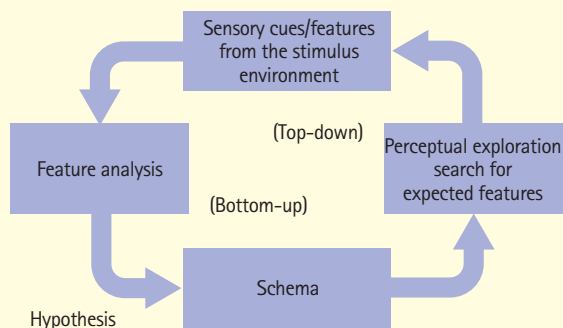 Sensory cues/features
from the stimulus
environment
(Top-down)
Feature analysis
Perceptual exploration
search for
expected features
(Bottom-up)
Schema
Hypothesis